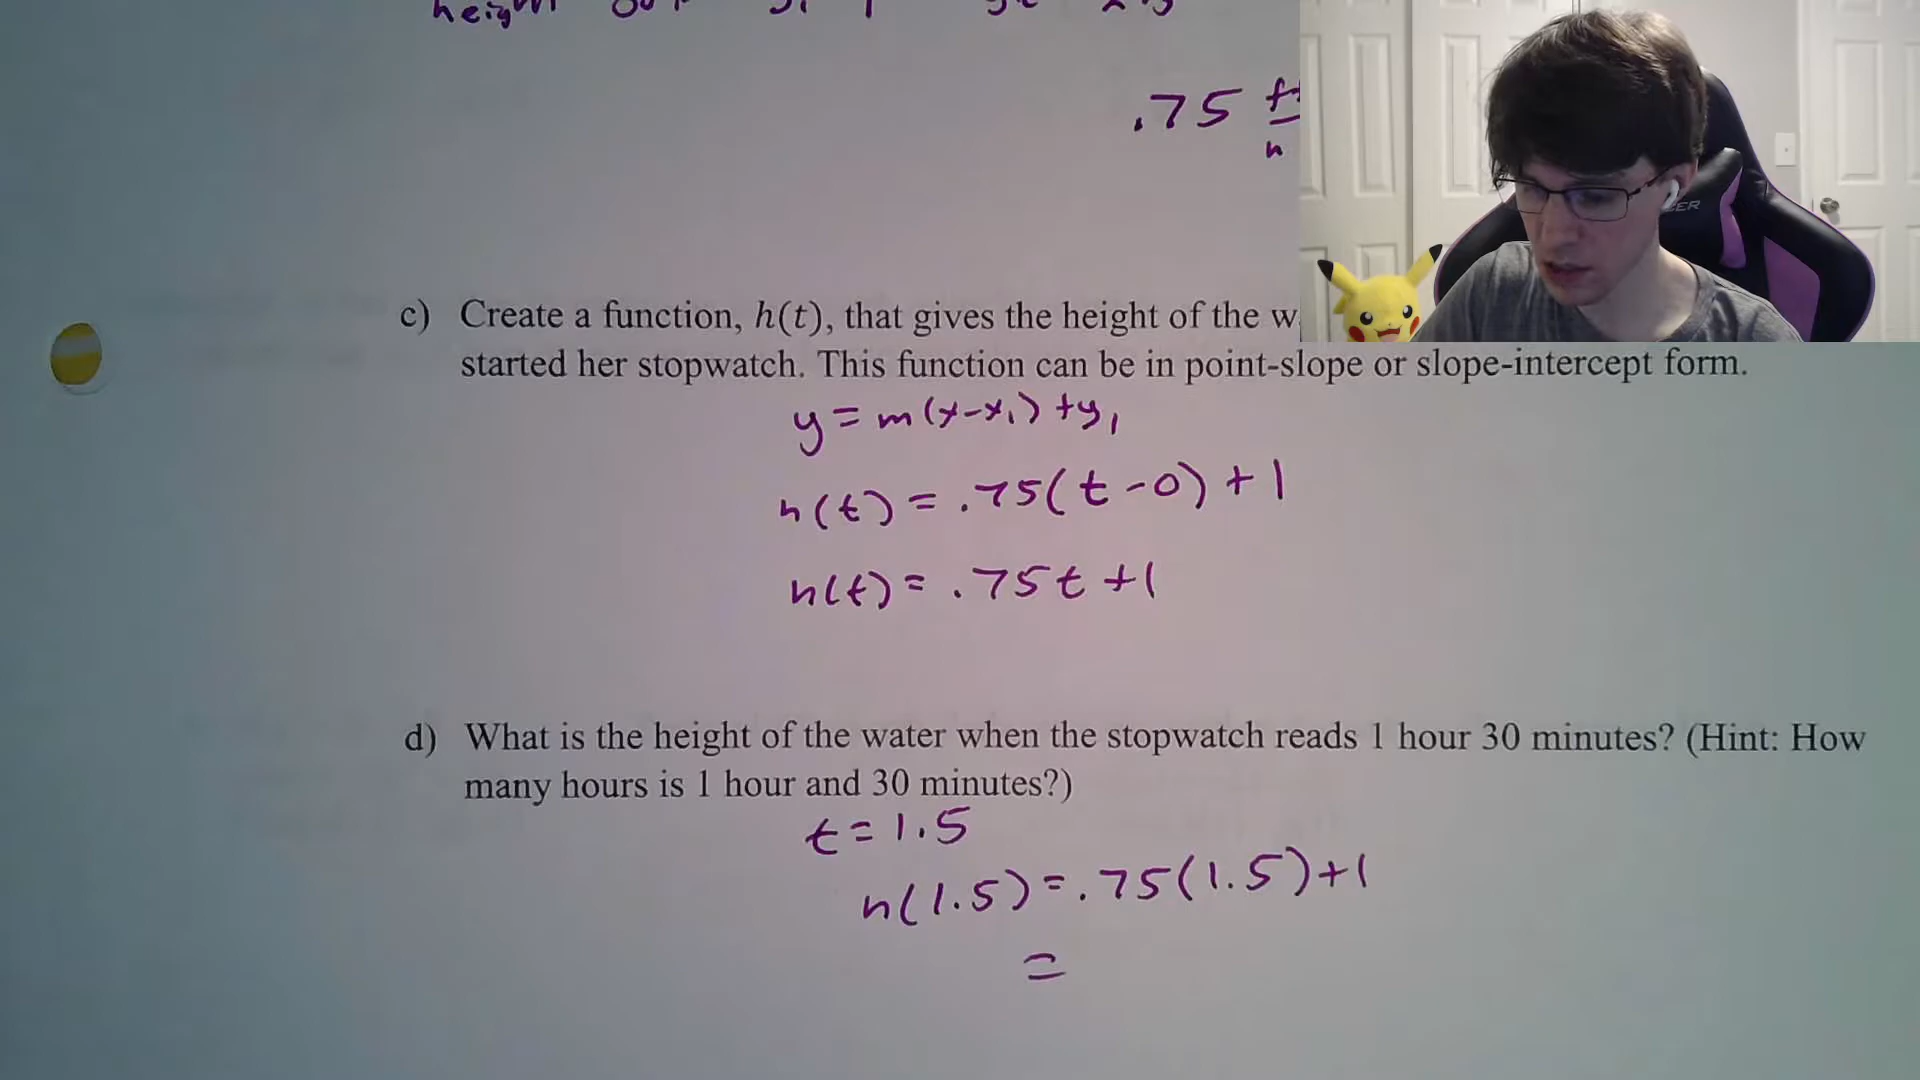 height
.75 ft
h
c) Create a function, h(t), that gives the height of the w
started her stopwatch. This function can be in point-slope or slope-intercept form.
y = m(x-x₁) + y₁
h(t) = .75(t-0) + 1
h(t) = .75t + 1
d) What is the height of the water when the stopwatch reads 1 hour 30 minutes? (Hint: How
many hours is 1 hour and 30 minutes?)
t = 1.5
h(1.5) = .75(1.5) + 1
=